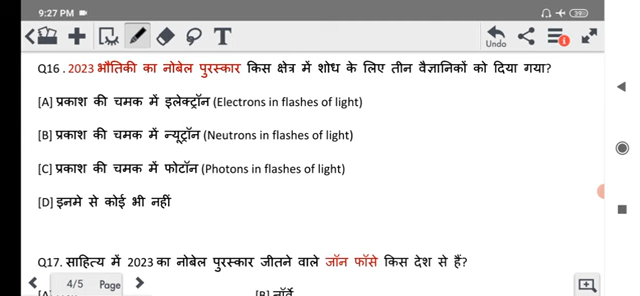 9:27 PM
39
Undo
Q16 . 2023 भौतिकी का नोबेल पुरस्कार किस क्षेत्र में शोध के लिए तीन वैज्ञानिकों को दिया गया?
[A] प्रकाश की चमक में इलेक्ट्रॉन (Electrons in flashes of light)
[B] प्रकाश की चमक में न्यूट्रॉन (Neutrons in flashes of light)
[C] प्रकाश की चमक में फोटॉन (Photons in flashes of light)
[D] इनमे से कोई भी नहीं
Q17. साहित्य में 2023 का नोबेल पुरस्कार जीतने वाले जॉन फॉसे किस देश से हैं?
4/5 Page
[B] नॉर्वे